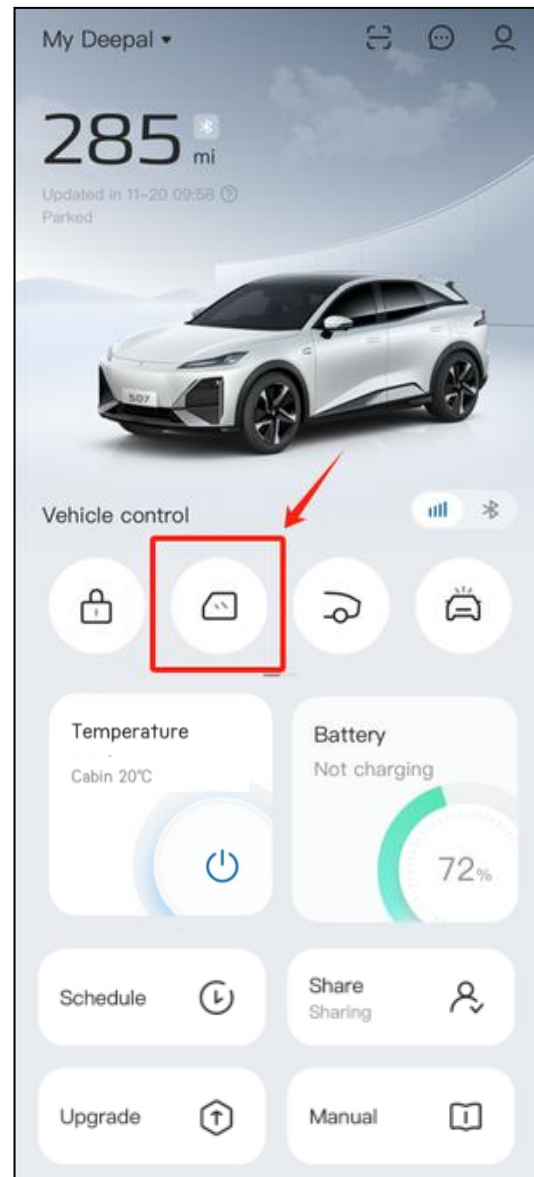 My Deepal
285 mi
Updated in 11-20 09:58
Parked
S07
Vehicle control
Temperature
Cabin 20℃
Battery
Not charging
72%
Schedule
Share
Sharing
Upgrade
Manual